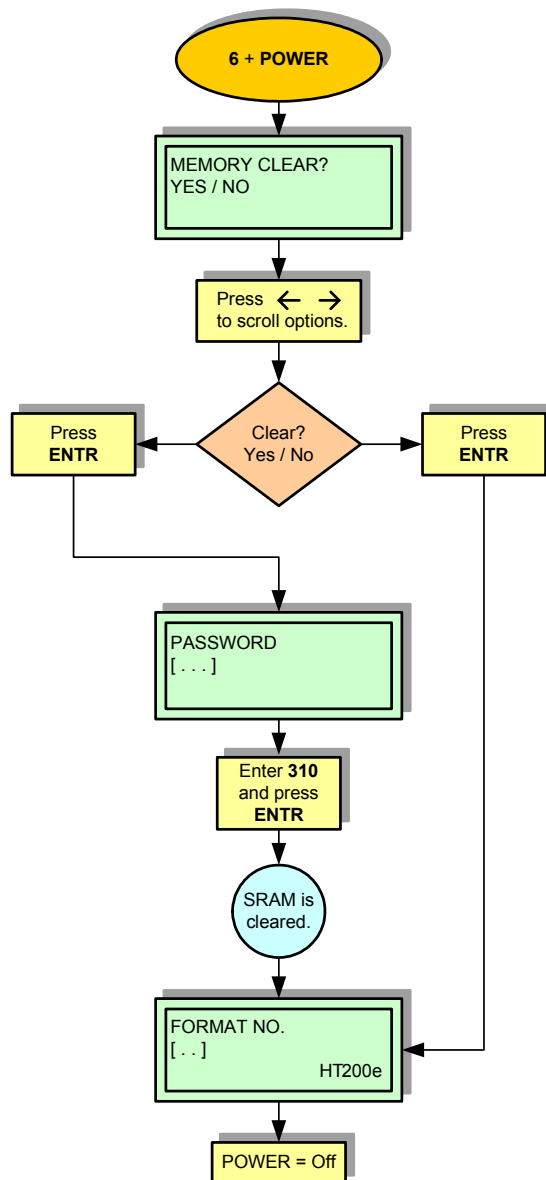 6 + POWER
MEMORY CLEAR?
YES / NO
Press ← →
to scroll options.
Clear?
Yes / No
Press
ENTR
Press
ENTR
PASSWORD
[ . . . ]
Enter 310
and press
ENTR
SRAM is
cleared.
FORMAT NO.
[ . . ]
HT200e
POWER = Off